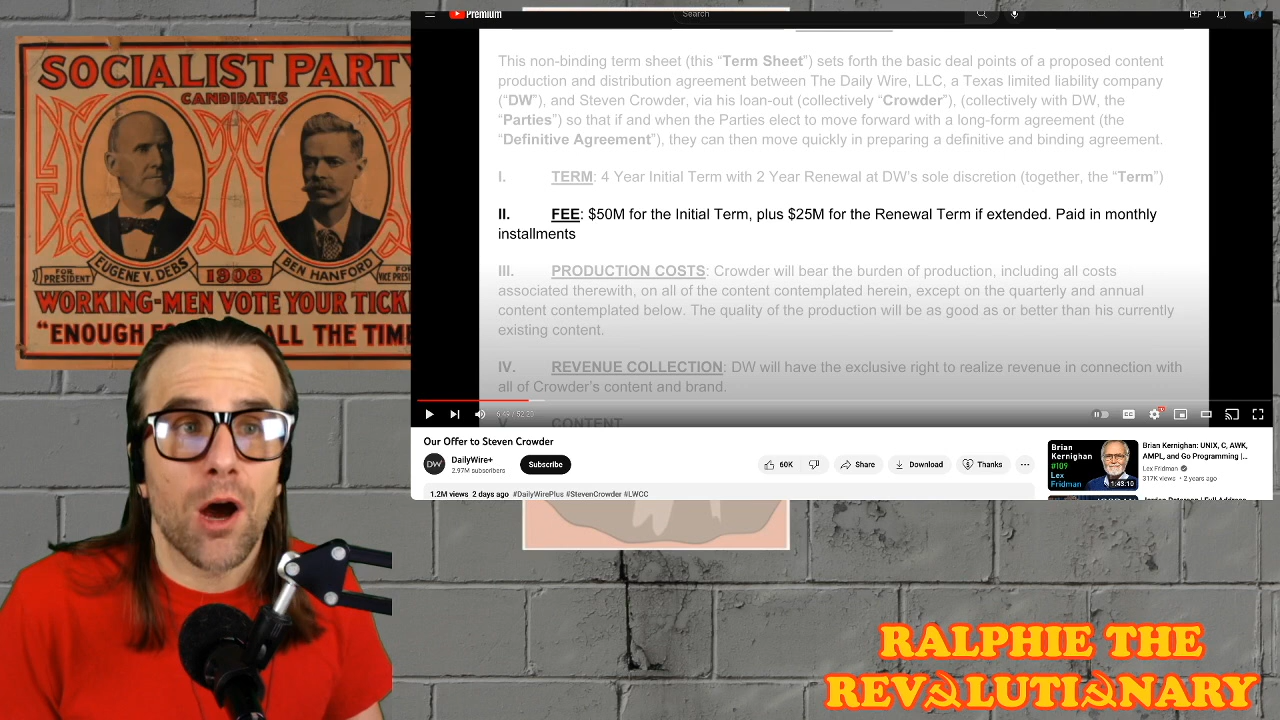 SOCIALIST PARTY
CANDIDATES
FOR PRESIDENT
EUGENE V. DEBS
1908
BEN HANFORD
VICE PRES
WORKING-MEN VOTE YOUR TICK
"ENOUGH ALL THE TIM
Premium
Search
This non-binding term sheet (this “Term Sheet”) sets forth the basic deal points of a proposed content
production and distribution agreement between The Daily Wire, LLC, a Texas limited liability company
(“DW”), and Steven Crowder, via his loan-out (collectively “Crowder”), (collectively with DW, the
“Parties”) so that if and when the Parties elect to move forward with a long-form agreement (the
“Definitive Agreement”), they can then move quickly in preparing a definitive and binding agreement.
I. TERM: 4 Year Initial Term with 2 Year Renewal at DW’s sole discretion (together, the “Term”)
II. FEE: $50M for the Initial Term, plus $25M for the Renewal Term if extended. Paid in monthly
installments
III. PRODUCTION COSTS: Crowder will bear the burden of production, including all costs
associated therewith, on all of the content contemplated herein, except on the quarterly and annual
content contemplated below. The quality of the production will be as good as or better than his currently
existing content.
IV. REVENUE COLLECTION: DW will have the exclusive right to realize revenue in connection with
all of Crowder’s content and brand.
V. CONTENT
6:49 / 52:20
Our Offer to Steven Crowder
DW
DailyWire+
2.97M subscribers
Subscribe
60K
Share
Download
Thanks
1.2M views 2 days ago #DailyWirePlus #StevenCrowder #LWCC
Brian
Kernighan
#109
Lex
Fridman
1:43:10
Brian Kernighan: UNIX, C, AWK,
AMPL, and Go Programming |...
Lex Fridman
317K views • 2 years ago
RALPHIE THE
REV☭LUTI☭NARY